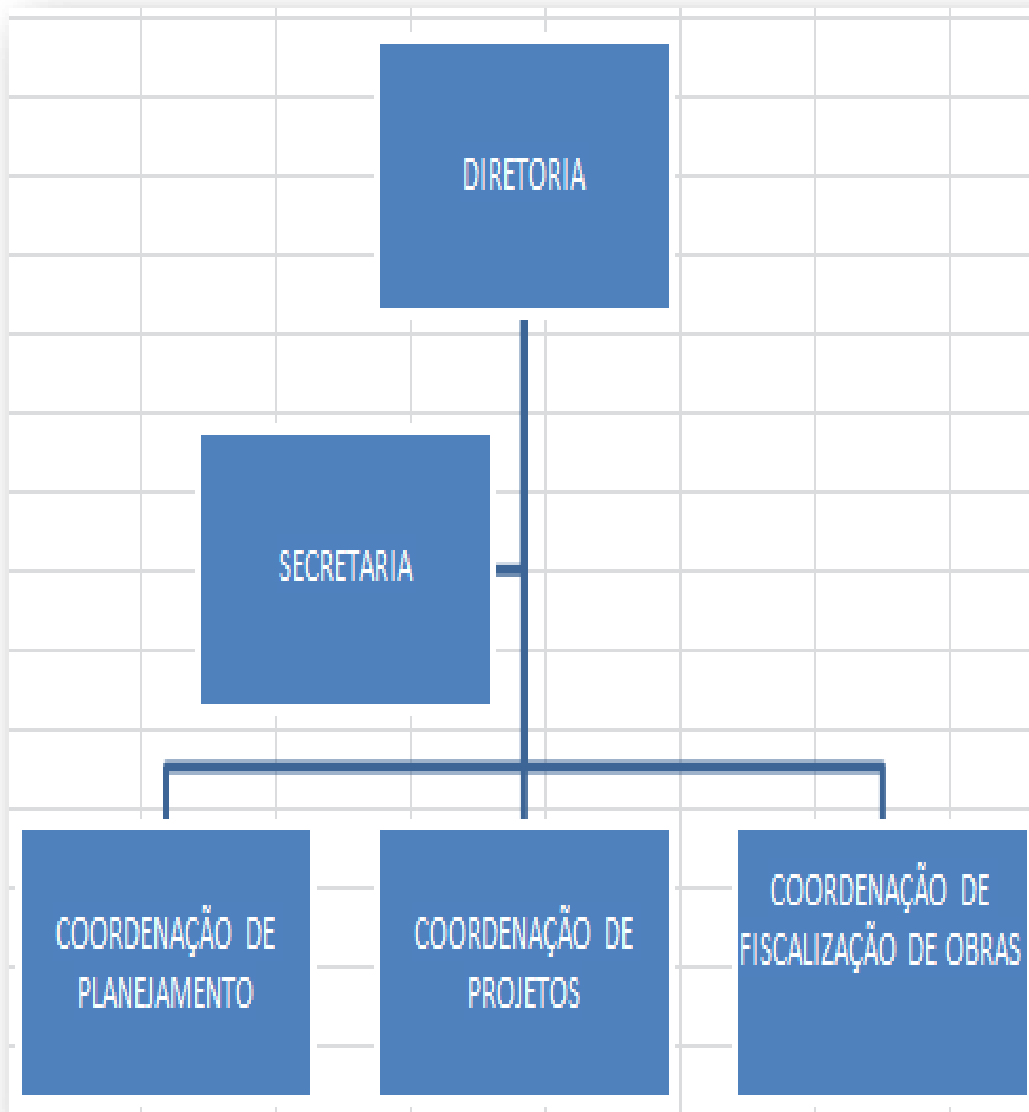 DIRETORIA
SECRETARIA
COORDENAÇÃO DE
PLANEJAMENTO
COORDENAÇÃO DE
PROJETOS
COORDENAÇÃO DE
FISCALIZAÇÃO DE OBRAS